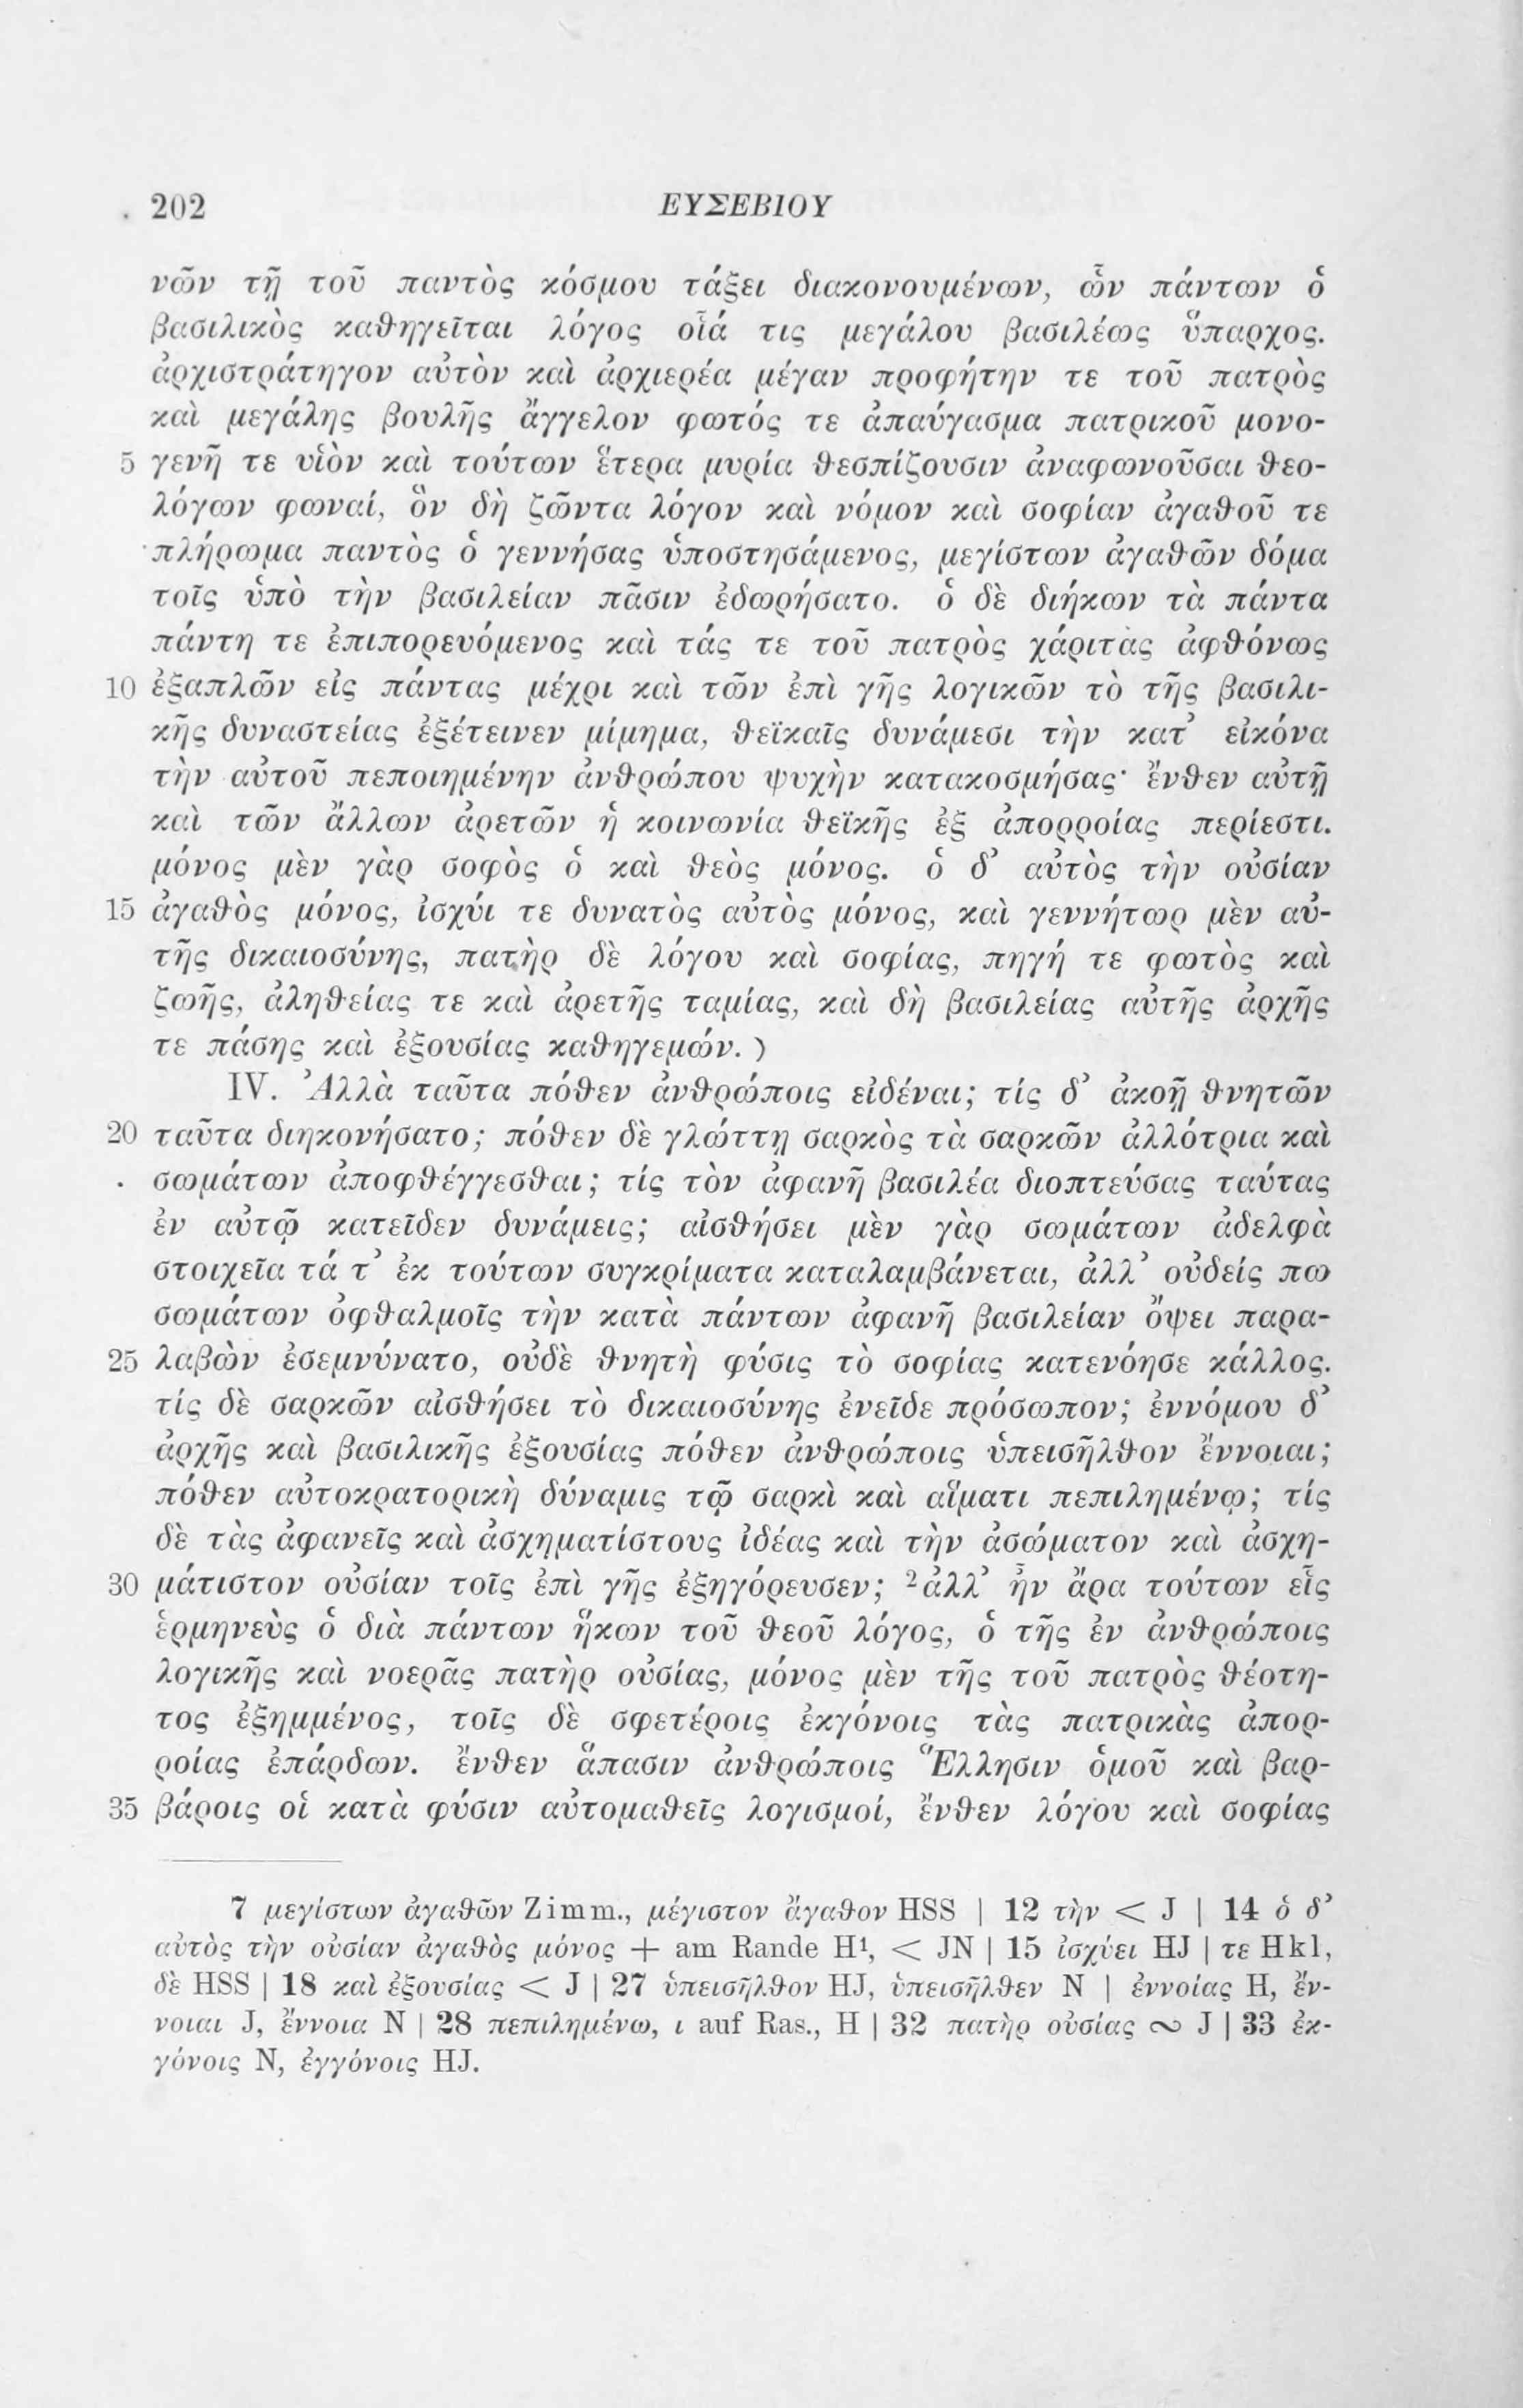 202 ΕΥΣΕΒΙΟΥ
νῶν τῇ τοῦ παντὸς κόσμου τάξει διακονουμένων, ὧν πάντων ὁ
βασιλικὸς καθηγεῖται λόγος οἷά τις μεγάλου βασιλέως ὕπαρχος.
ἀρχιστράτηγον αὐτὸν καὶ ἀρχιερέα μέγαν προφήτην τε τοῦ πατρὸς
καὶ μεγάλης βουλῆς ἄγγελον φωτός τε ἀπαύγασμα πατρικοῦ μονο-
5 γενῆ τε υἱὸν καὶ τούτων ἕτερα μυρία θεσπίζουσιν ἀναφωνοῦσαι θεο-
λόγων φωναί, ὃν δὴ ζῶντα λόγον καὶ νόμον καὶ σοφίαν ἀγαθοῦ τε
πλήρωμα παντὸς ὁ γεννήσας ὑποστησάμενος, μεγίστων ἀγαθῶν δόμα
τοῖς ὑπὸ τὴν βασιλείαν πᾶσιν ἐδωρήσατο. ὁ δὲ διήκων τὰ πάντα
πάντη τε ἐπιπορευόμενος καὶ τάς τε τοῦ πατρὸς χάριτας ἀφθόνως
10 ἐξαπλῶν εἰς πάντας μέχρι καὶ τῶν ἐπὶ γῆς λογικῶν τὸ τῆς βασιλι-
κῆς δυναστείας ἐξέτεινεν μίμημα, θεϊκαῖς δυνάμεσι τὴν κατ’ εἰκόνα
τὴν αὐτοῦ πεποιημένην ἀνθρώπου ψυχὴν κατακοσμήσας· ἔνθεν αὐτῇ
καὶ τῶν ἄλλων ἀρετῶν ἡ κοινωνία θεϊκῆς ἐξ ἀπορροίας περίεστι.
μόνος μὲν γὰρ σοφὸς ὁ καὶ θεὸς μόνος. ὁ δ’ αὐτὸς τὴν οὐσίαν
15 ἀγαθὸς μόνος, ἰσχύι τε δυνατὸς αὐτὸς μόνος, καὶ γεννήτωρ μὲν αὐ-
τῆς δικαιοσύνης, πατὴρ δὲ λόγου καὶ σοφίας, πηγή τε φωτὸς καὶ
ζωῆς, ἀληθείας τε καὶ ἀρετῆς ταμίας, καὶ δὴ βασιλείας αὐτῆς ἀρχῆς
τε πάσης καὶ ἐξουσίας καθηγεμών. )
IV. Ἀλλὰ ταῦτα πόθεν ἀνθρώποις εἰδέναι; τίς δ’ ἀκοῇ θνητῶν
20 ταῦτα διηκονήσατο; πόθεν δὲ γλώττῃ σαρκὸς τὰ σαρκῶν ἀλλότρια καὶ
σωμάτων ἀποφθέγγεσθαι; τίς τὸν ἀφανῆ βασιλέα διοπτεύσας ταύτας
ἐν αὐτῷ κατεῖδεν δυνάμεις; αἰσθήσει μὲν γὰρ σωμάτων ἀδελφὰ
στοιχεῖα τά τ’ ἐκ τούτων συγκρίματα καταλαμβάνεται, ἀλλ’ οὐδείς πω
σωμάτων ὀφθαλμοῖς τὴν κατὰ πάντων ἀφανῆ βασιλείαν ὄψει παρα-
25 λαβὼν ἐσεμνύνατο, οὐδὲ θνητὴ φύσις τὸ σοφίας κατενόησε κάλλος.
τίς δὲ σαρκῶν αἰσθήσει τὸ δικαιοσύνης ἐνεῖδε πρόσωπον; ἐννόμου δ’
ἀρχῆς καὶ βασιλικῆς ἐξουσίας πόθεν ἀνθρώποις ὑπεισῆλθον ἔννοιαι;
πόθεν αὐτοκρατορικὴ δύναμις τῷ σαρκὶ καὶ αἵματι πεπιλημένῳ; τίς
δὲ τὰς ἀφανεῖς καὶ ἀσχηματίστους ἰδέας καὶ τὴν ἀσώματον καὶ ἀσχη-
30 μάτιστον οὐσίαν τοῖς ἐπὶ γῆς ἐξηγόρευσεν; ²ἀλλ’ ἦν ἄρα τούτων εἷς
ἑρμηνεὺς ὁ διὰ πάντων ἥκων τοῦ θεοῦ λόγος, ὁ τῆς ἐν ἀνθρώποις
λογικῆς καὶ νοερᾶς πατὴρ οὐσίας, μόνος μὲν τῆς τοῦ πατρὸς θέοτη-
τος ἐξημμένος, τοῖς δὲ σφετέροις ἐκγόνοις τὰς πατρικὰς ἀπορ-
ροίας ἐπάρδων. ἔνθεν ἅπασιν ἀνθρώποις Ἕλλησιν ὁμοῦ καὶ βαρ-
35 βάροις οἱ κατὰ φύσιν αὐτομαθεῖς λογισμοί, ἔνθεν λόγου καὶ σοφίας
7 μεγίστων ἀγαθῶν Zimm., μέγιστον ἄγαθον HSS | 12 τὴν < J | 14 ὁ δ’
αὐτὸς τὴν οὐσίαν ἀγαθὸς μόνος + am Rande H¹, < JN | 15 ἰσχύει HJ | τε Hkl,
δὲ HSS | 18 καὶ ἐξουσίας < J | 27 ὑπεισῆλθον HJ, ὑπεισῆλθεν N | ἐννοίας H, ἔν-
νοιαι J, ἔννοια N | 28 πεπιλημένω, ι auf Ras., H | 32 πατὴρ οὐσίας ∾ J | 33 ἐκ-
γόνοις N, ἐγγόνοις HJ.